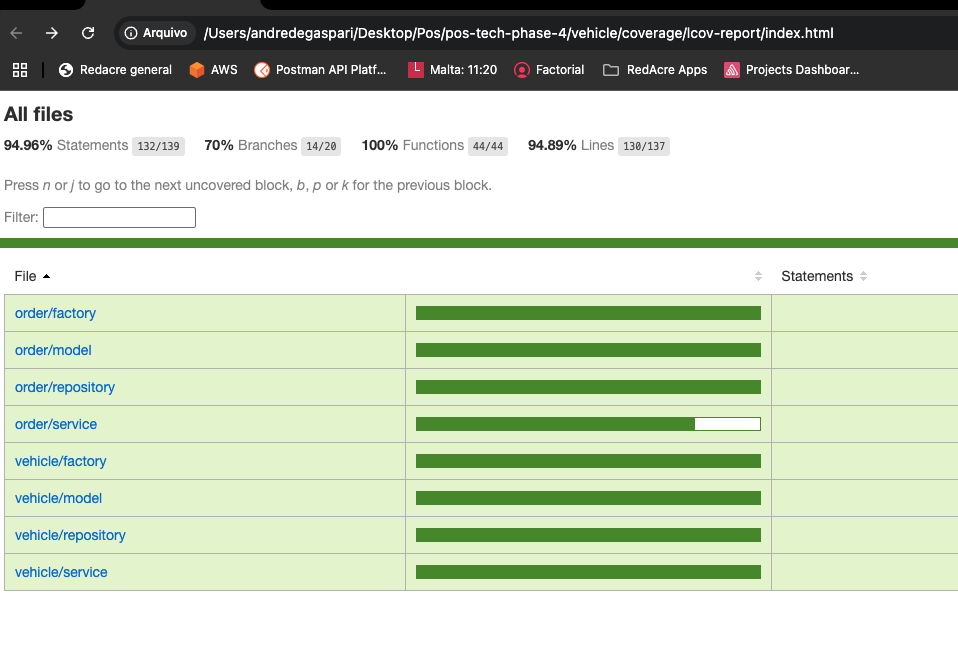 Arquivo /Users/andredegaspari/Desktop/Pos/pos-tech-phase-4/vehicle/coverage/lcov-report/index.html
Redacre general AWS Postman API Platf... L Malta: 11:20 Factorial RedAcre Apps Projects Dashboar...
All files
94.96% Statements 132/139 70% Branches 14/20 100% Functions 44/44 94.89% Lines 130/137
Press n or j to go to the next uncovered block, b, p or k for the previous block.
Filter:
File Statements
order/factory
order/model
order/repository
order/service
vehicle/factory
vehicle/model
vehicle/repository
vehicle/service